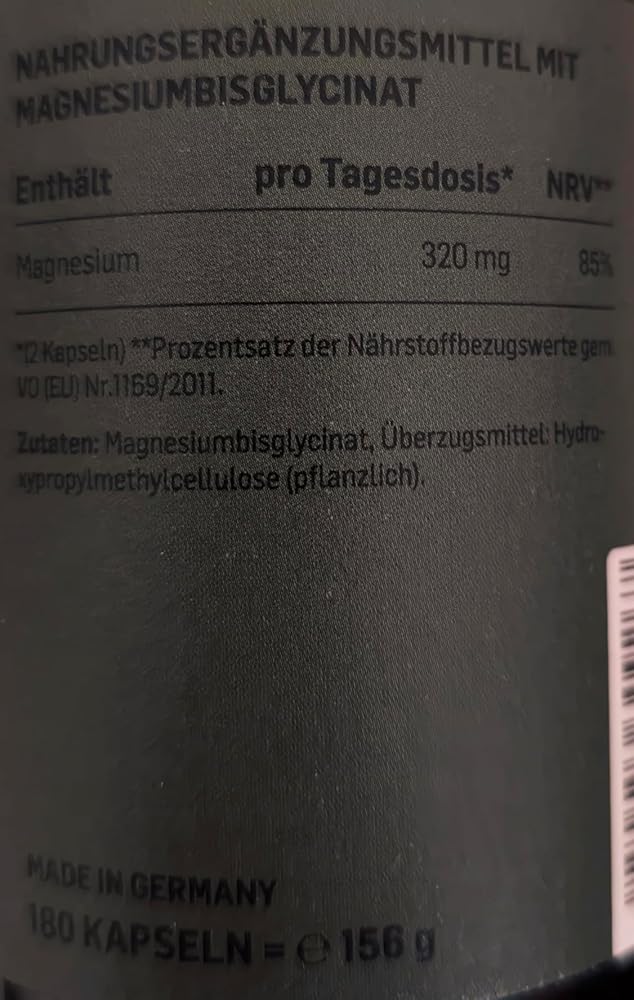 NAHRUNGSERGÄNZUNGSMITTEL MIT
MAGNESIUMBISGLYCINAT
Enthält pro Tagesdosis* NRV**
Magnesium 320 mg 85%
*(2 Kapseln) **Prozentsatz der Nährstoffbezugswerte gem.
VO (EU) Nr.1169/2011.
Zutaten: Magnesiumbisglycinat, Überzugsmittel: Hydro-
xypropylmethylcellulose (pflanzlich).
MADE IN GERMANY
180 KAPSELN = ℮ 156 g